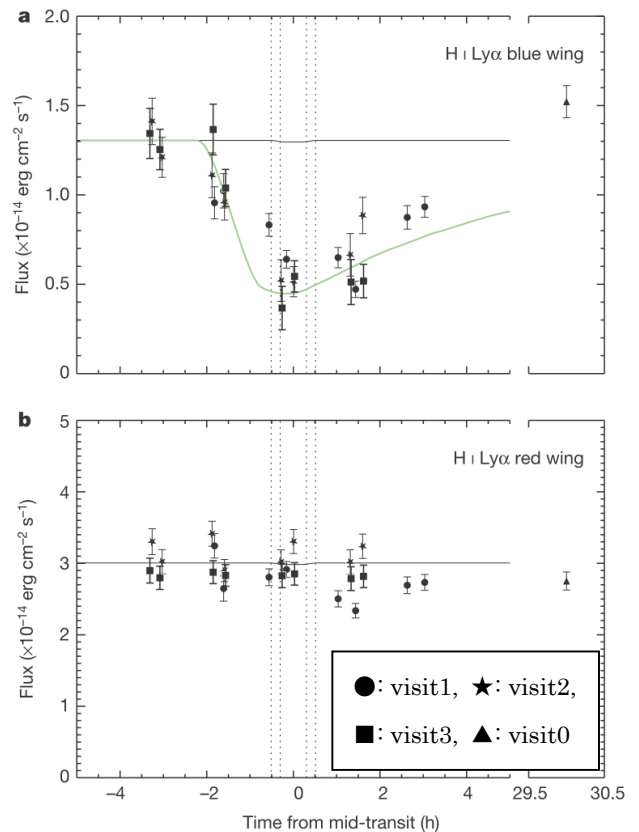 a
2.0
H I Lyα blue wing
1.5
1.0
0.5
0
Flux (×10⁻¹⁴ erg cm⁻² s⁻¹)
b
5
H I Lyα red wing
4
3
2
1
0
Flux (×10⁻¹⁴ erg cm⁻² s⁻¹)
●: visit1, ★: visit2,
■: visit3, ▲: visit0
−4 −2 0 2 4 29.5 30.5
Time from mid-transit (h)